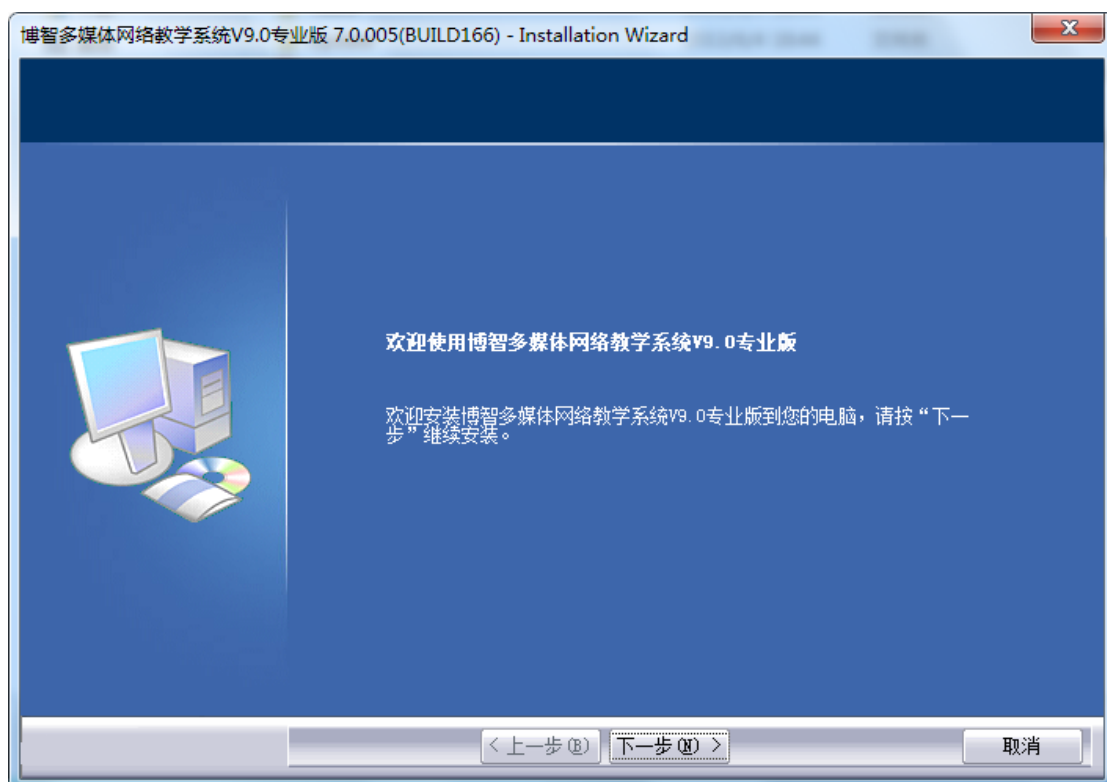 博智多媒体网络教学系统V9.0专业版 7.0.005(BUILD166) - Installation Wizard
欢迎使用博智多媒体网络教学系统V9.0专业版
欢迎安装博智多媒体网络教学系统V9.0专业版到您的电脑，请按“下一
步”继续安装。
< 上一步(B)
下一步(N) >
取消